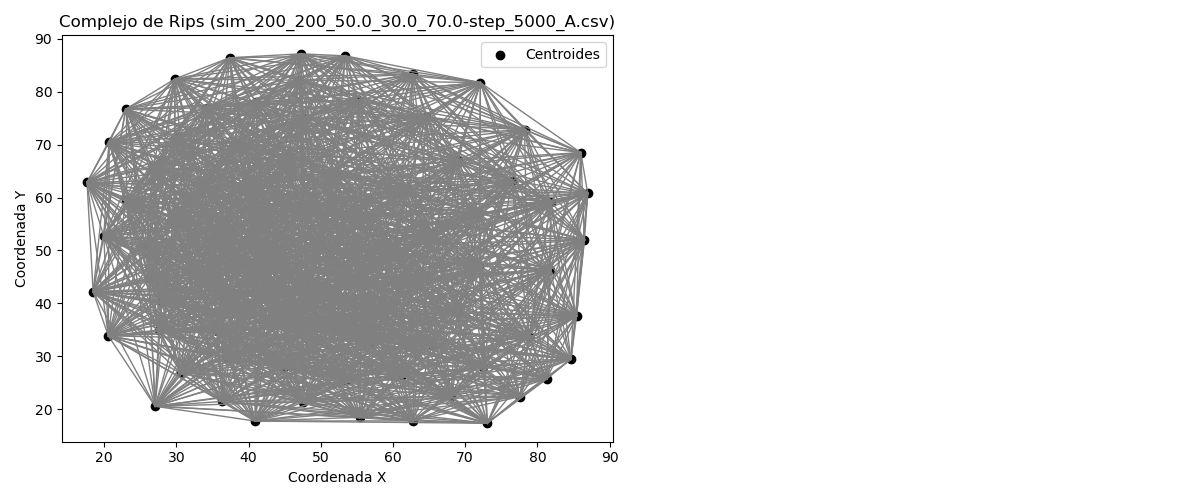 Complejo de Rips (sim_200_200_50.0_30.0_70.0-step_5000_A.csv)
Centroides
Coordenada Y
90
80
70
60
50
40
30
20
20 30 40 50 60 70 80 90
Coordenada X